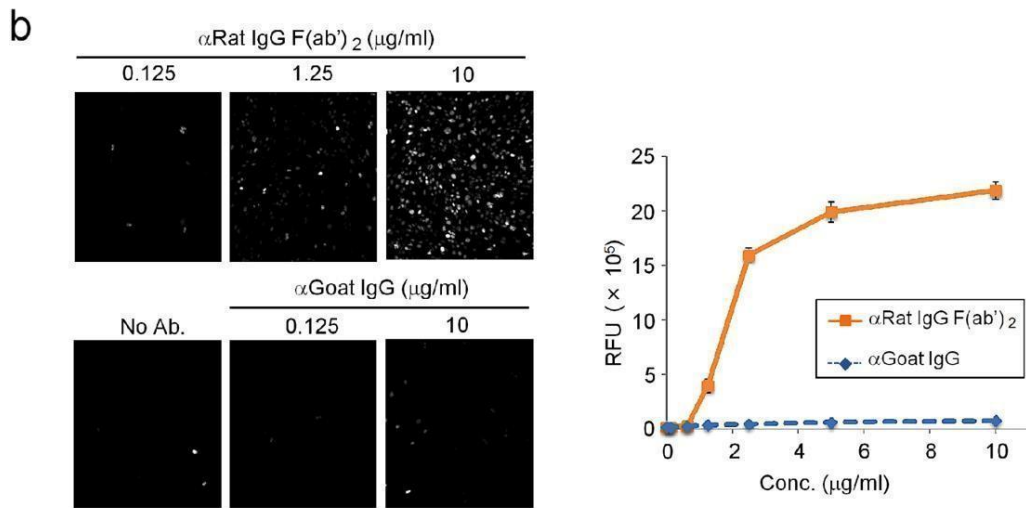 b
αRat IgG F(ab’) 2 (μg/ml)
0.125 1.25 10
αGoat IgG (μg/ml)
No Ab. 0.125 10
25
20
15
10
5
0
RFU (× 10⁵)
0 2 4 6 8 10
Conc. (μg/ml)
αRat IgG F(ab’) 2
αGoat IgG